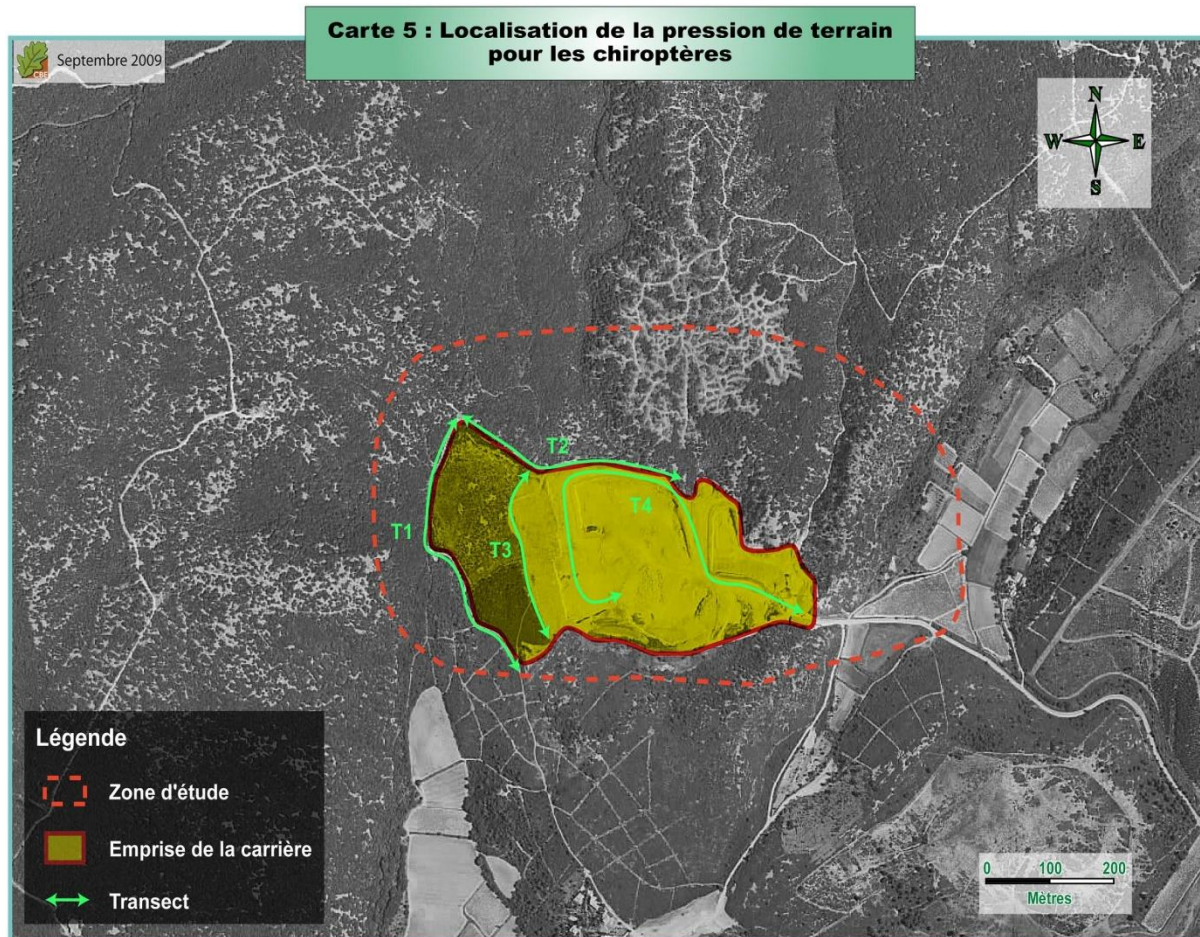 Carte 5 : Localisation de la pression de terrain
pour les chiroptères
CBE
Septembre 2009
N
W E
S
T2
T4
T1
T3
Légende
Zone d'étude
Emprise de la carrière
Transect
0 100 200
Mètres